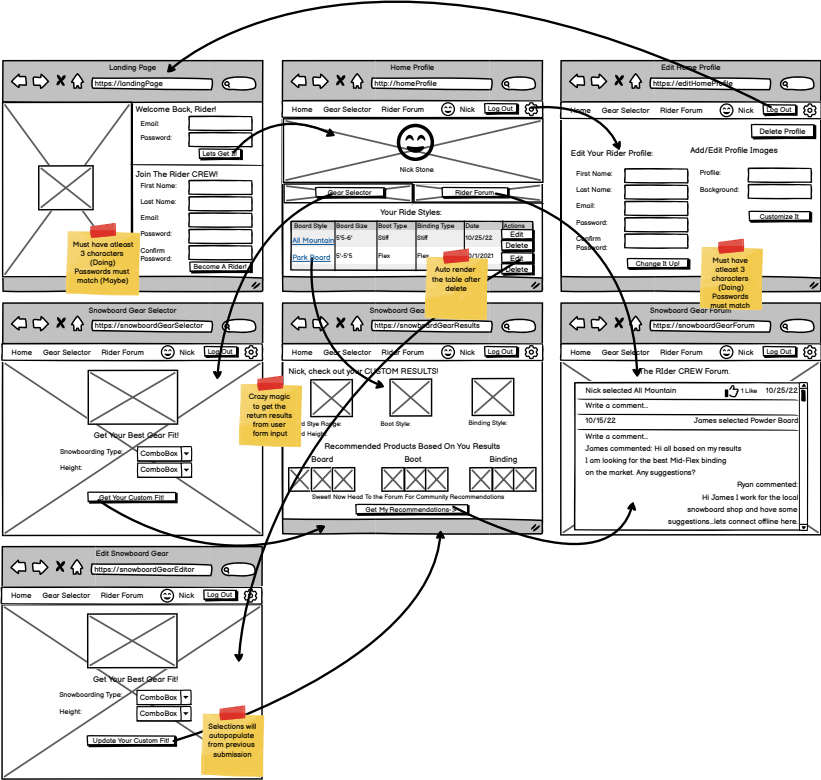 Landing Page
https://landingPage
Welcome Back, Rider!
Email:
Password:
Lets Get It!
Join The Rider CREW!
First Name:
Last Name:
Email:
Password:
Confirm
Password:
Become A Rider!
Must have atleast
3 characters
(Doing)
Passwords must
match (Maybe)
Home Profile
http://homeProfile
Home Gear Selector Rider Forum Nick Log Out
Nick Stone
Gear Selector Rider Forum
Your Ride Styles:
Board Style Board Size Boot Type Binding Type Date Actions
All Mountain 5'5-6' Stiff Stiff 10/25/22 Edit
Delete
Park Board 5'-5'5 Flex Flex 10/1/2021 Edit
Delete
Auto render
the table after
delete
Edit Home Profile
https://editHomeProfile
Home Gear Selector Rider Forum Nick Log Out
Delete Profile
Edit Your Rider Profile: Add/Edit Profile Images
First Name: Profile:
Last Name: Background:
Email:
Password: Customize It
Confirm
Password:
Change It Up!
Must have
atleast 3
characters
(Doing)
Passwords
must match
Snowboard Gear Selector
https://snowboardGearSelector
Home Gear Selector Rider Forum Nick Log Out
Get Your Best Gear Fit!
Snowboarding Type: ComboBox
Height: ComboBox
Get Your Custom Fit!
Crazy magic
to get the
return results
from user
form input
Snowboard Gea
https://snowboardGearResults
Home Gear Selector Rider Forum Nick Log Out
Nick, check out your CUSTOM RESULTS!
d Stye Range: Boot Style: Binding Style:
d Height:
Recommended Products Based On You Results
Board Boot Binding
Sweet! Now Head To the Forum For Community Recommendations
Get My Recommendations->
Snowboard Gear Forum
https://snowboardGearForum
Home Gear Selector Rider Forum Nick Log Out
The Rider CREW Forum.
Nick selected All Mountain 1 Like 10/25/22
Write a comment...
10/15/22 James selected Powder Board
Write a comment...
James commented: Hi all based on my results
I am looking for the best Mid-Flex binding
on the market. Any suggestions?
Ryan commented:
Hi James I work for the local
snowboard shop and have some
suggestions...lets connect offline here.
Edit Snowboard Gear
https://snowboardGearEditor
Home Gear Selector Rider Forum Nick Log Out
Get Your Best Gear Fit!
Snowboarding Type: ComboBox
Height: ComboBox
Update Your Custom Fit!
Selections will
autopopulate
from previous
submission